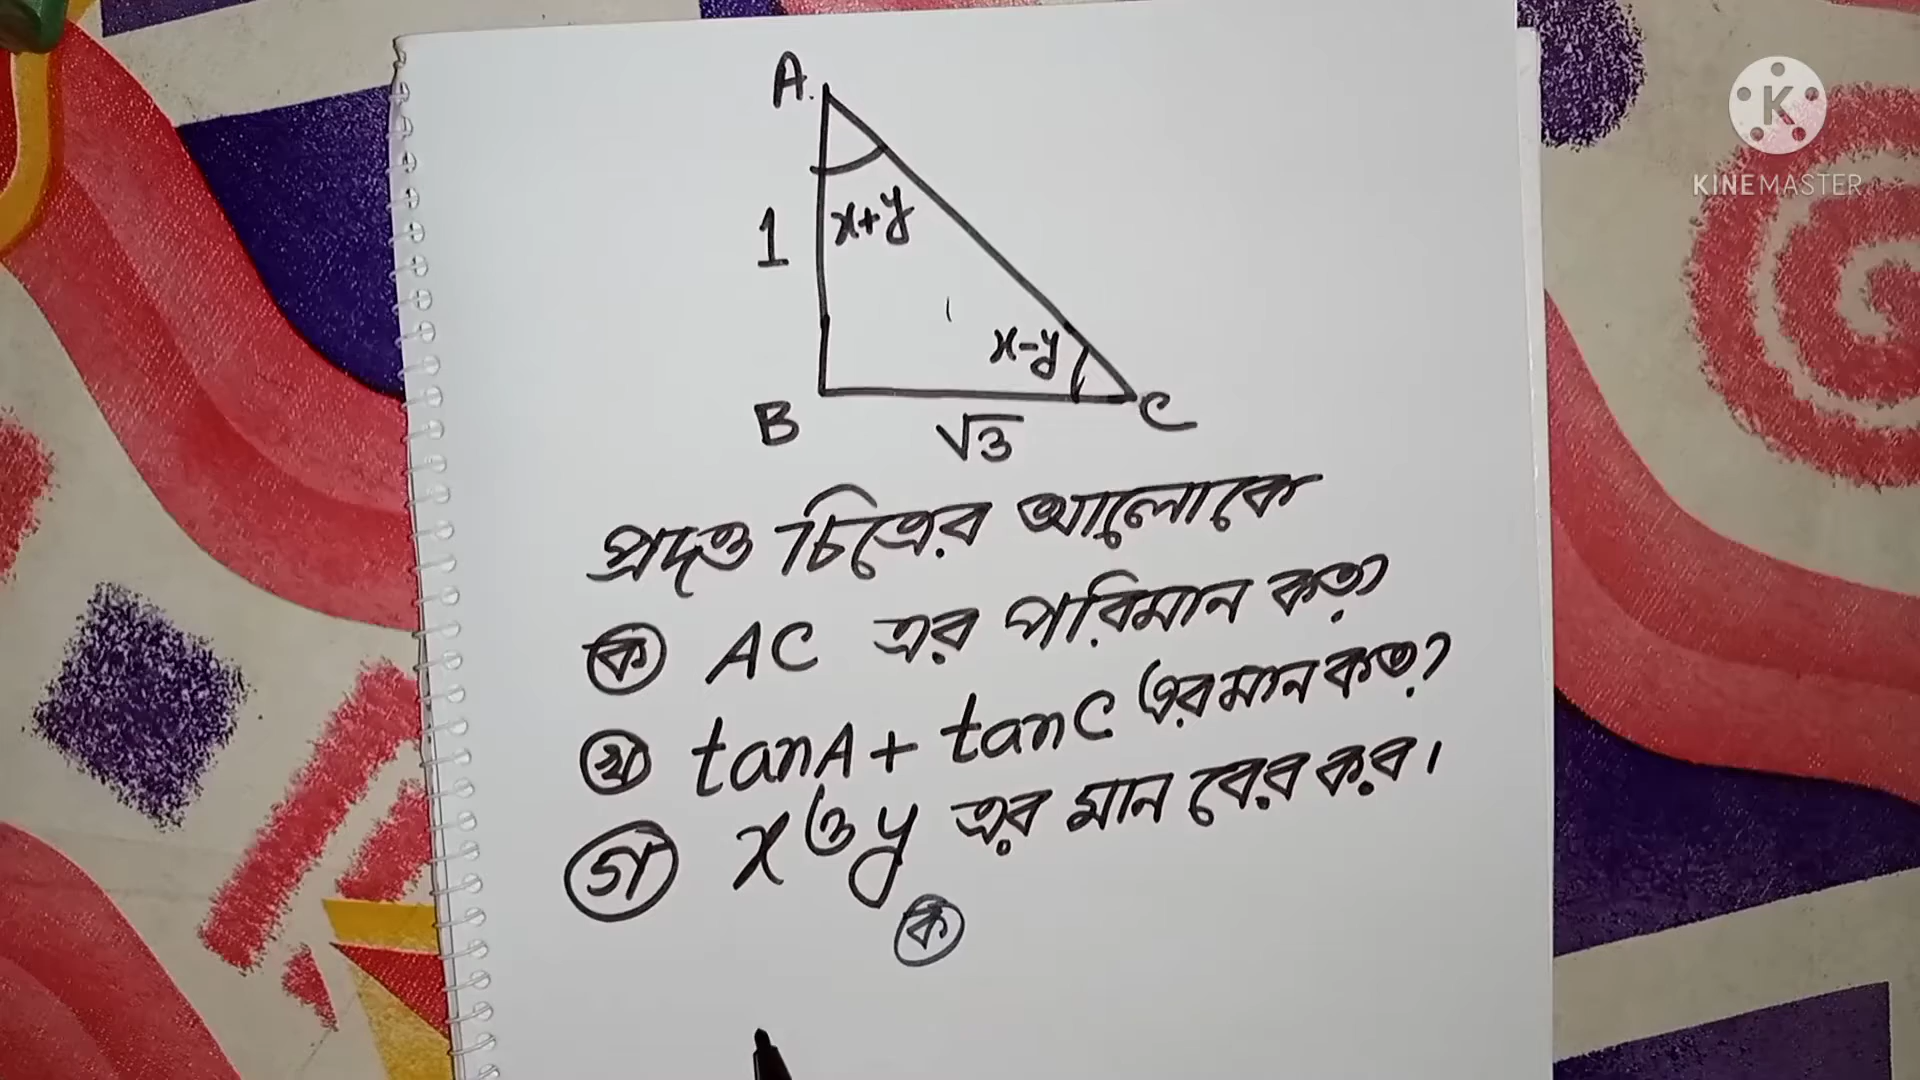 A.
K
KINEMASTER
1
x+y
x-y
B
√3
C
প্রদত্ত চিত্রের আলোকে
ক AC এর পরিমান কত?
খ tanA + tanC এর মান কত?
গ x ও y এর মান বের কর।
ক